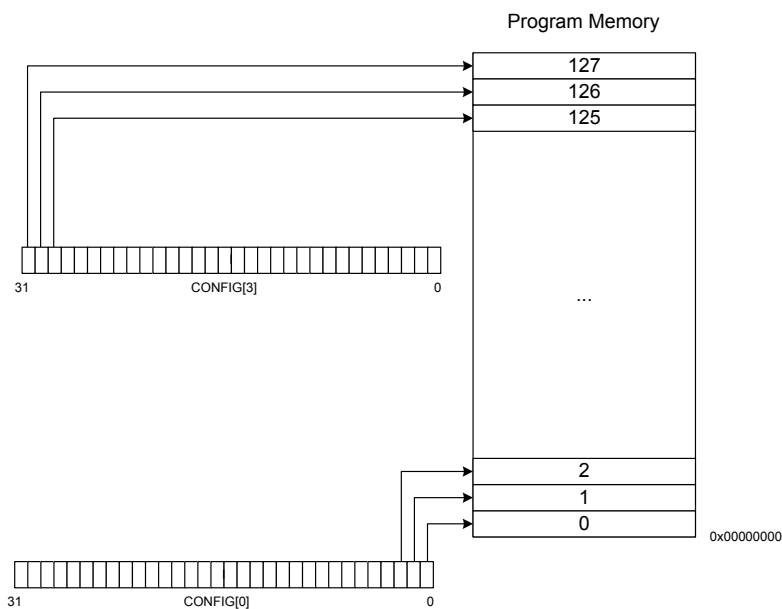 Program Memory
127
126
125
31 CONFIG[3] 0
...
2
1
0
0x00000000
31 CONFIG[0] 0